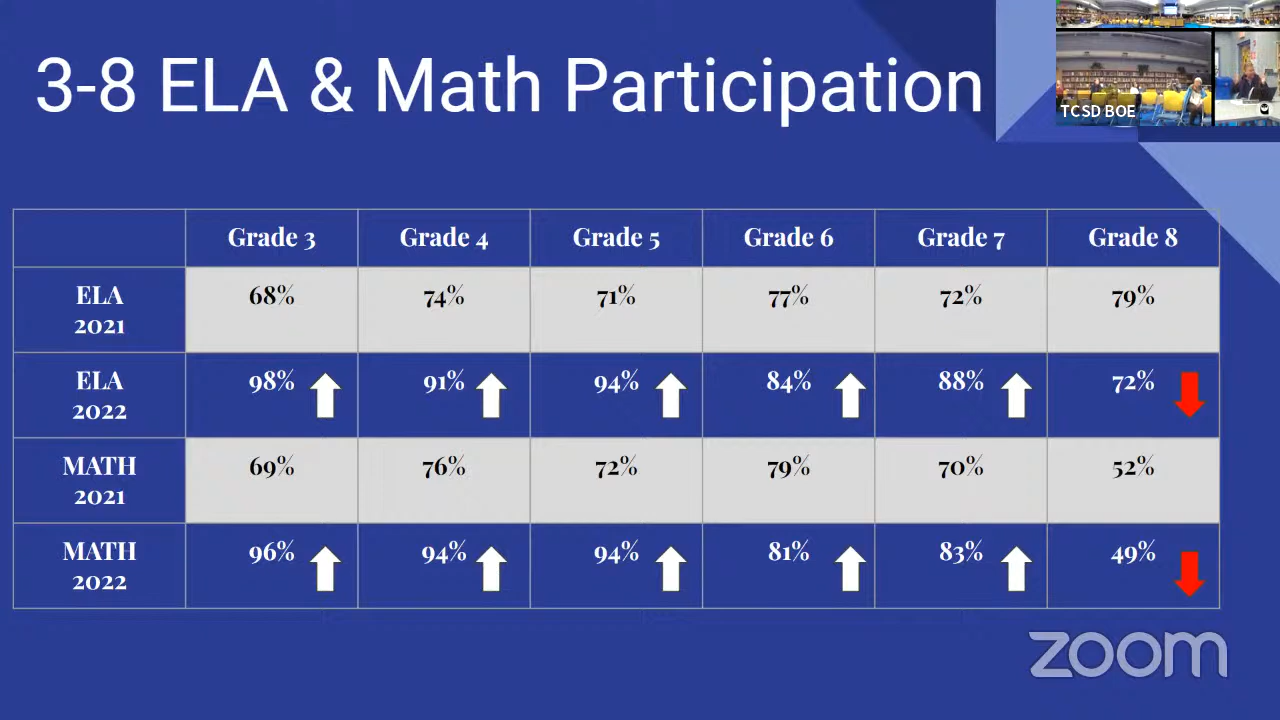 3-8 ELA & Math Participation
TCSD BOE
Grade 3 Grade 4 Grade 5 Grade 6 Grade 7 Grade 8
ELA 2021 68% 74% 71% 77% 72% 79%
ELA 2022 98% 91% 94% 84% 88% 72%
MATH 2021 69% 76% 72% 79% 70% 52%
MATH 2022 96% 94% 94% 81% 83% 49%
zoom